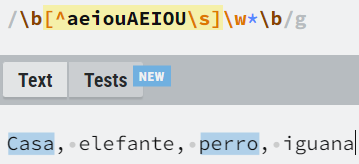 /\b[^aeiouAEIOU\s]\w*\b/g
Text Tests NEW
Casa, elefante, perro, iguana